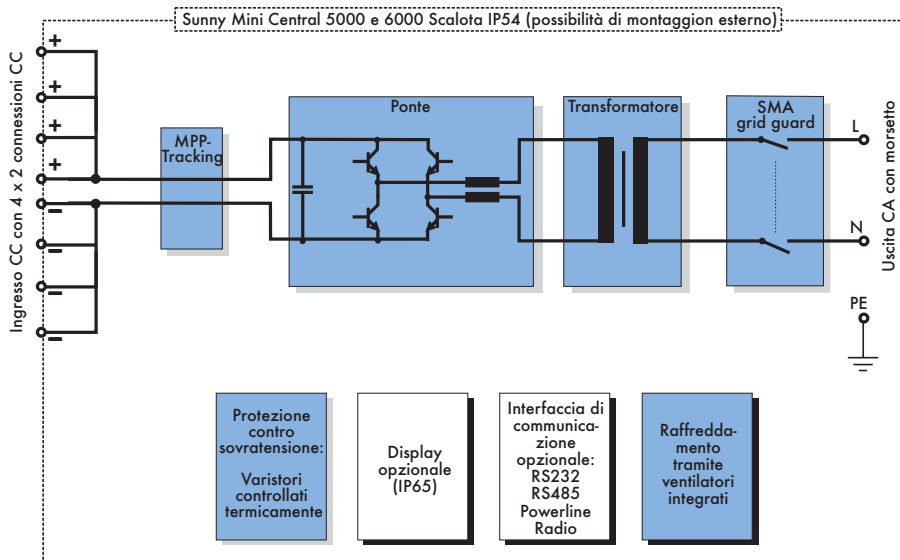 Sunny Mini Central 5000 e 6000 Scalota IP54 (possibilità di montaggion esterno)
Ingresso CC con 4 x 2 connessioni CC
+
+
+
+
–
–
–
–
MPP-
Tracking
Ponte
Transformatore
SMA
grid guard
L
N
PE
Uscita CA con morsetto
Protezione
contro
sovratensione:
Varistori
controllati
termicamente
Display
opzionale
(IP65)
Interfaccia di
communica-
zione
opzionale:
RS232
RS485
Powerline
Radio
Raffredda-
mento
tramite
ventilatori
integrati